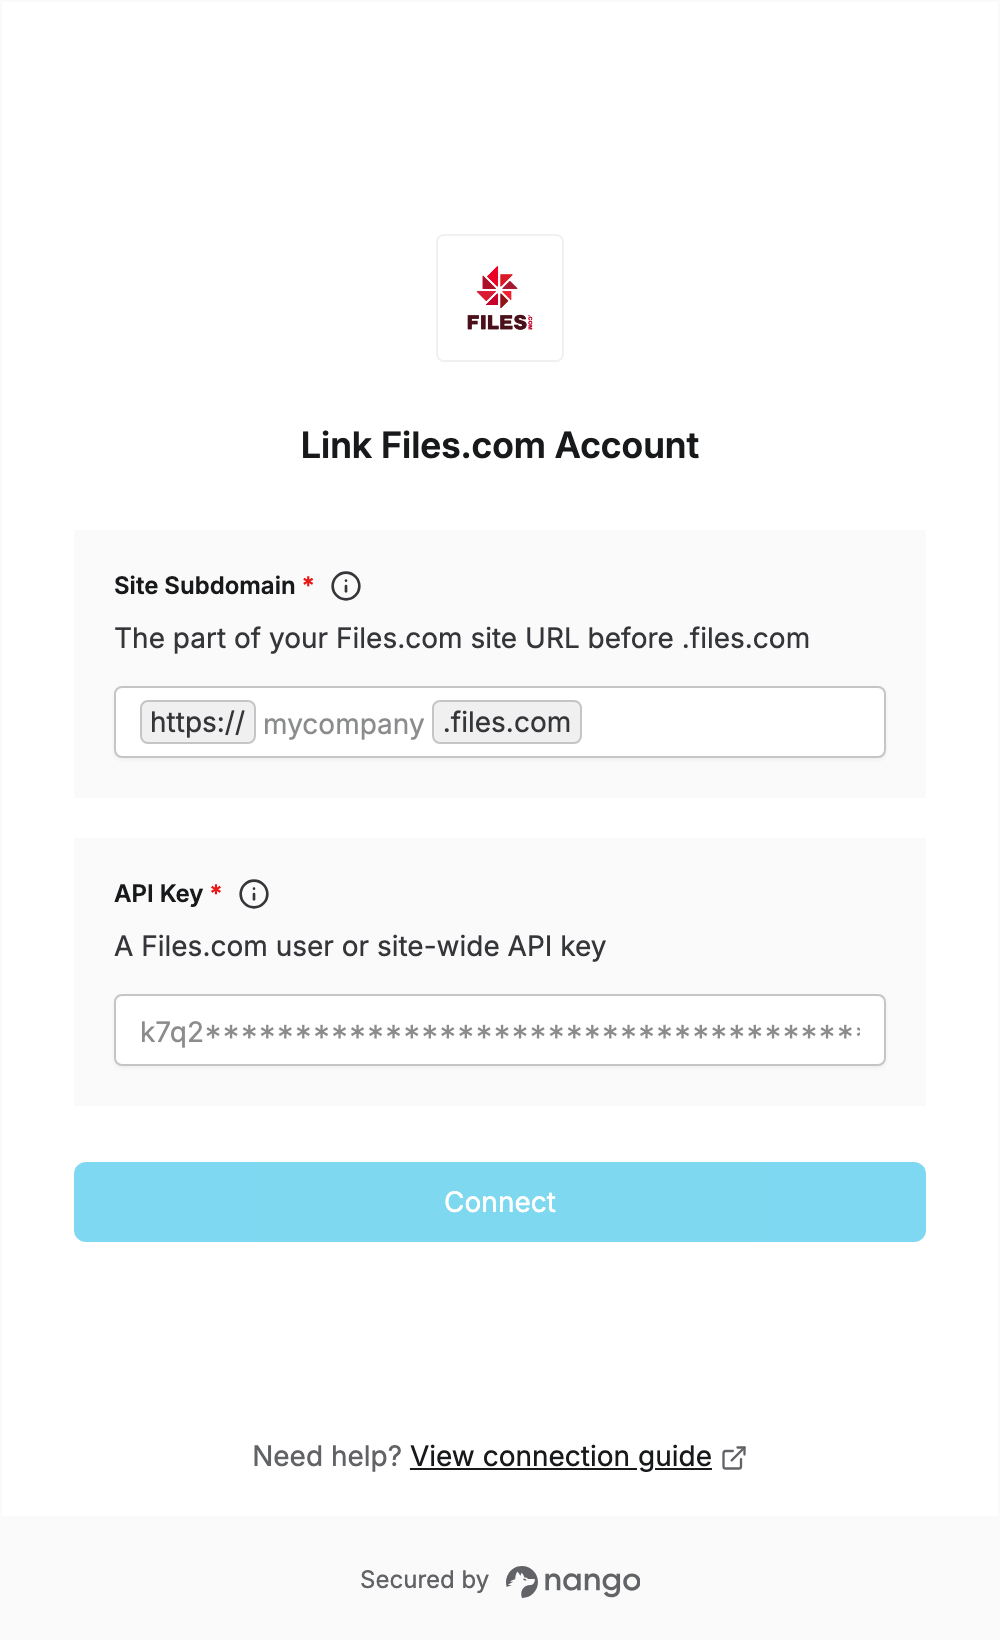 FILES.COM
Link Files.com Account
Site Subdomain *
The part of your Files.com site URL before .files.com
https:// mycompany .files.com
API Key *
A Files.com user or site-wide API key
k7q2************************************
Connect
Need help? View connection guide
Secured by nango